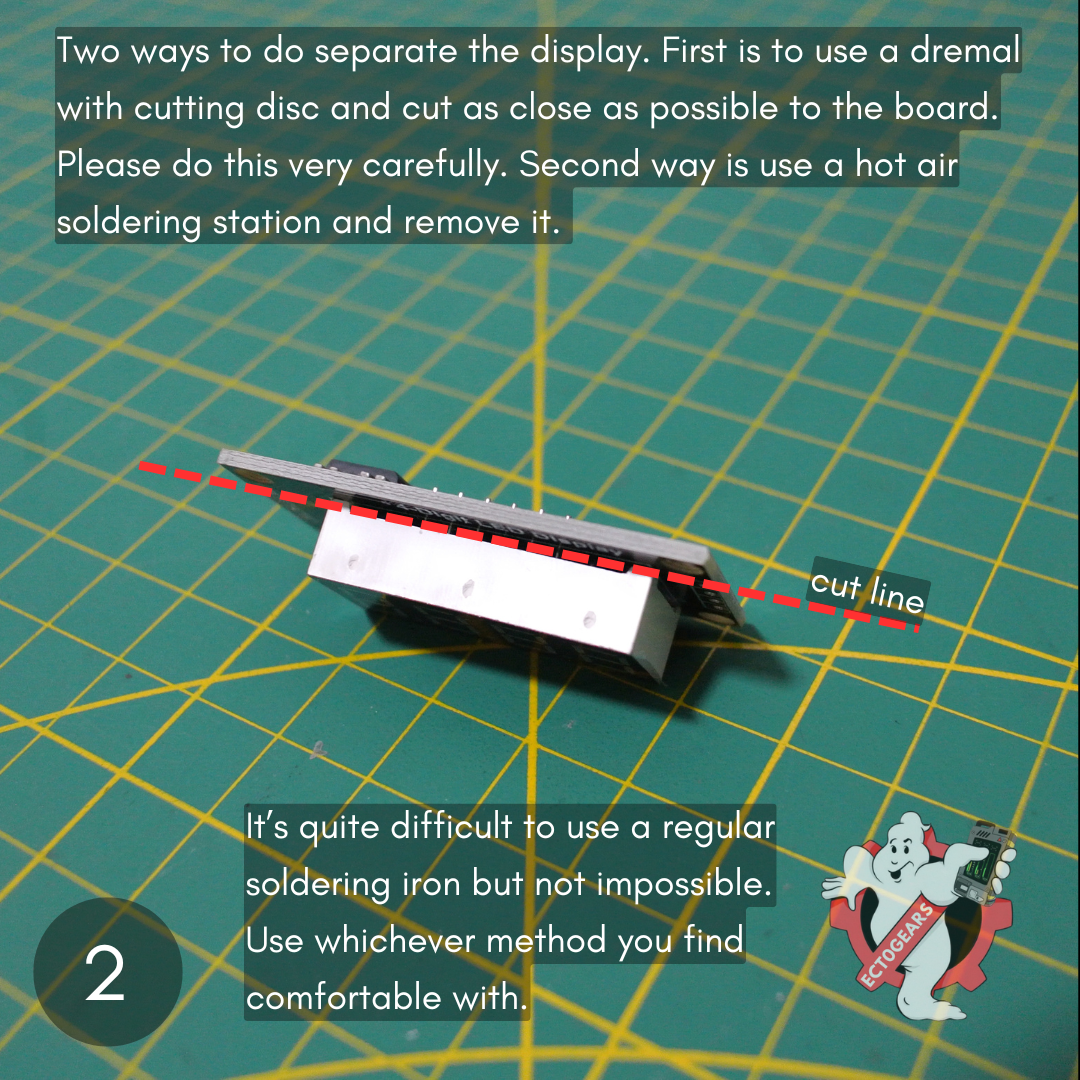 Two ways to do separate the display. First is to use a dremal
with cutting disc and cut as close as possible to the board.
Please do this very carefully. Second way is use a hot air
soldering station and remove it.
cut line
It’s quite difficult to use a regular
soldering iron but not impossible.
Use whichever method you find
comfortable with.
2
ECTOGEARS